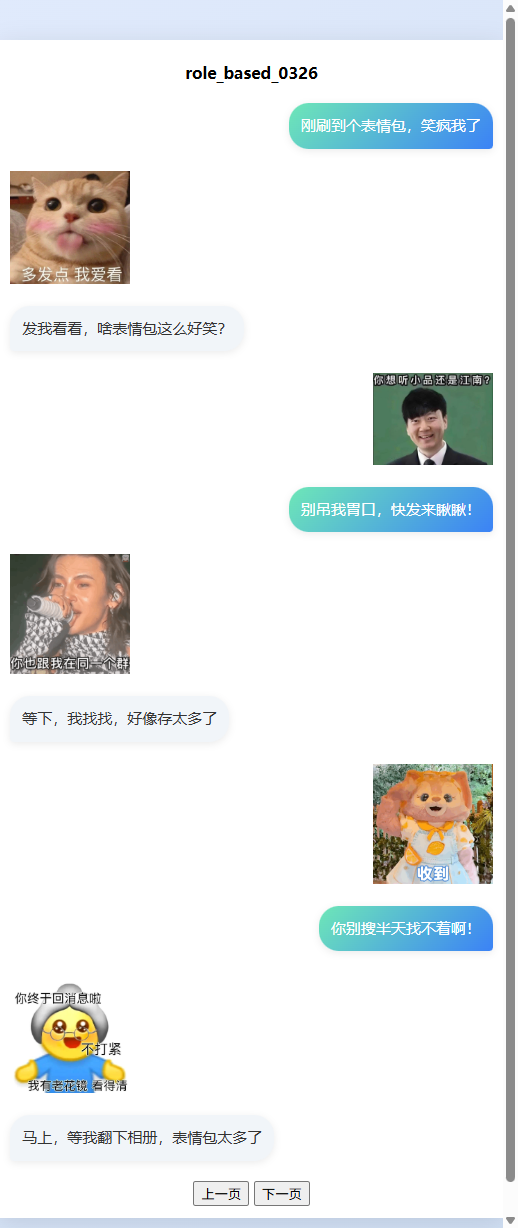 role_based_0326
刚刷到个表情包，笑疯我了
多发点 我爱看
发我看看，啥表情包这么好笑？
你想听小品还是江南？
别吊我胃口，快发来瞅瞅！
你也跟我在同一个群
等下，我找找，好像存太多了
收到
你别搜半天找不着啊！
你终于回消息啦
不打紧
我有老花镜 看得清
马上，等我翻下相册，表情包太多了
上一页 下一页